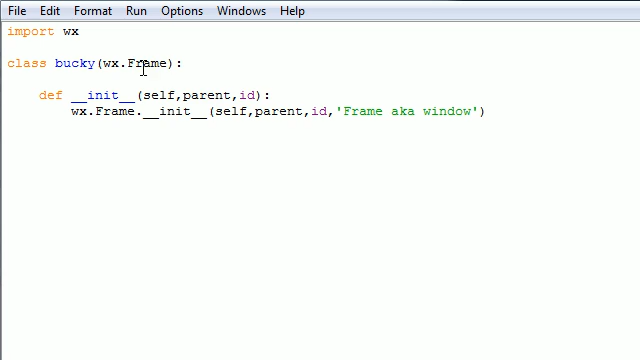 File Edit Format Run Options Windows Help
import wx
class bucky(wx.Frame):
def __init__(self,parent,id):
wx.Frame.__init__(self,parent,id,'Frame aka window')